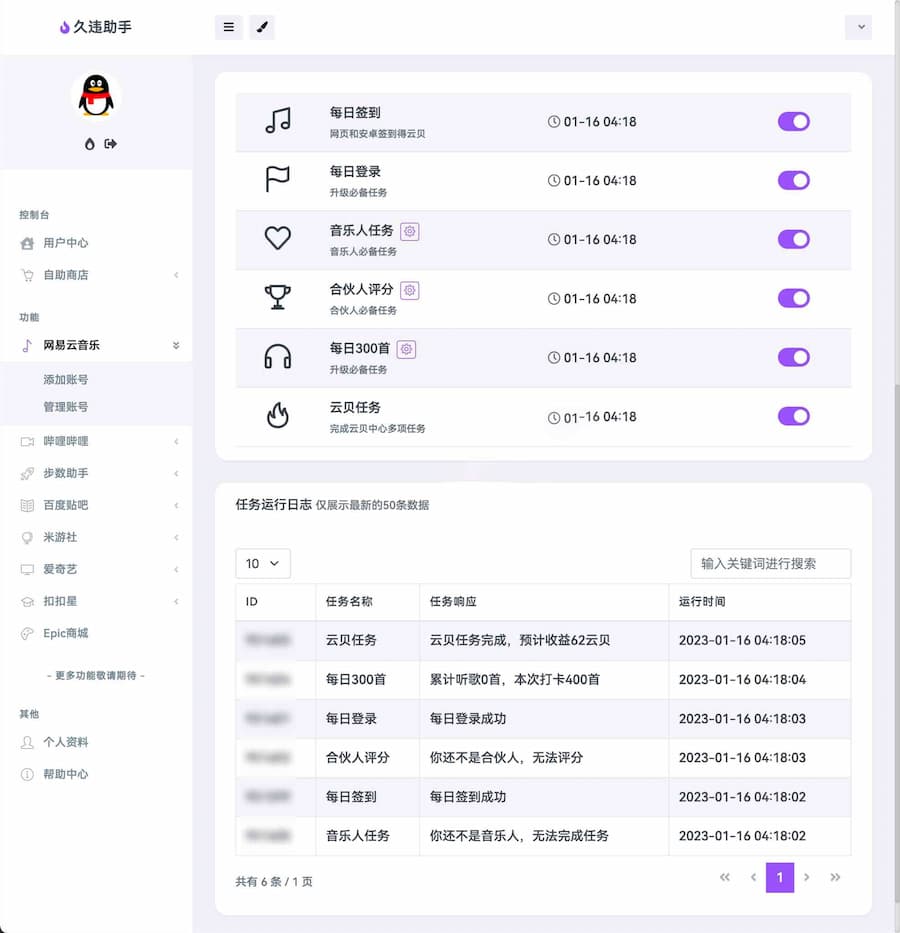 久违助手
控制台
用户中心
自助商店
功能
网易云音乐
添加账号
管理账号
哔哩哔哩
步数助手
百度贴吧
米游社
爱奇艺
扣扣星
Epic商城
- 更多功能敬请期待 -
其他
个人资料
帮助中心
每日签到
网页和安卓签到得云贝
01-16 04:18
每日登录
升级必备任务
01-16 04:18
音乐人任务
音乐人必备任务
01-16 04:18
合伙人评分
合伙人必备任务
01-16 04:18
每日300首
升级必备任务
01-16 04:18
云贝任务
完成云贝中心多项任务
01-16 04:18
任务运行日志 仅展示最新的50条数据
10 输入关键词进行搜索
ID 任务名称 任务响应 运行时间
云贝任务 云贝任务完成，预计收益62云贝 2023-01-16 04:18:05
每日300首 累计听歌0首，本次打卡400首 2023-01-16 04:18:04
每日登录 每日登录成功 2023-01-16 04:18:03
合伙人评分 你还不是合伙人，无法评分 2023-01-16 04:18:03
每日签到 每日签到成功 2023-01-16 04:18:02
音乐人任务 你还不是音乐人，无法完成任务 2023-01-16 04:18:02
共有 6 条 / 1 页
1